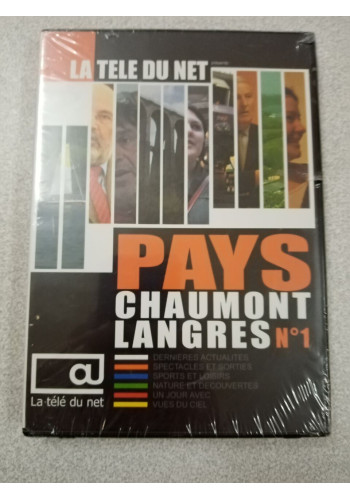 LA TELE DU NET
PAYS
CHAUMONT
LANGRES N°1
DERNIERES ACTUALITES
SPECTACLES ET SORTIES
SPORTS ET LOISIRS
NATURE ET DECOUVERTES
UN JOUR AVEC
VUES DU CIEL
@
La télé du net